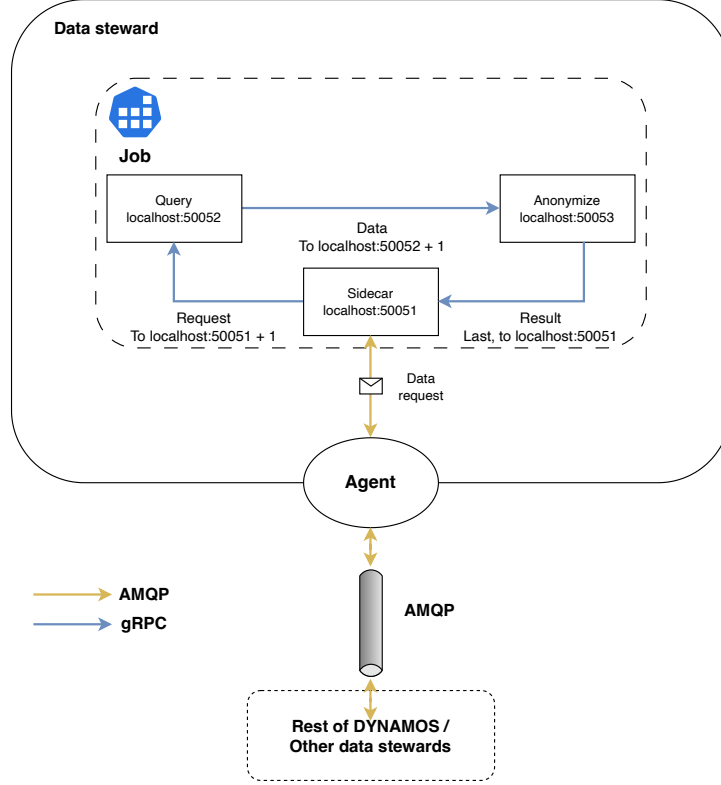 Data steward
Job
Query
localhost:50052
Anonymize
localhost:50053
Data
To localhost:50052 + 1
Sidecar
localhost:50051
Request
To localhost:50051 + 1
Result
Last, to localhost:50051
Data
request
Agent
AMQP
gRPC
AMQP
Rest of DYNAMOS /
Other data stewards